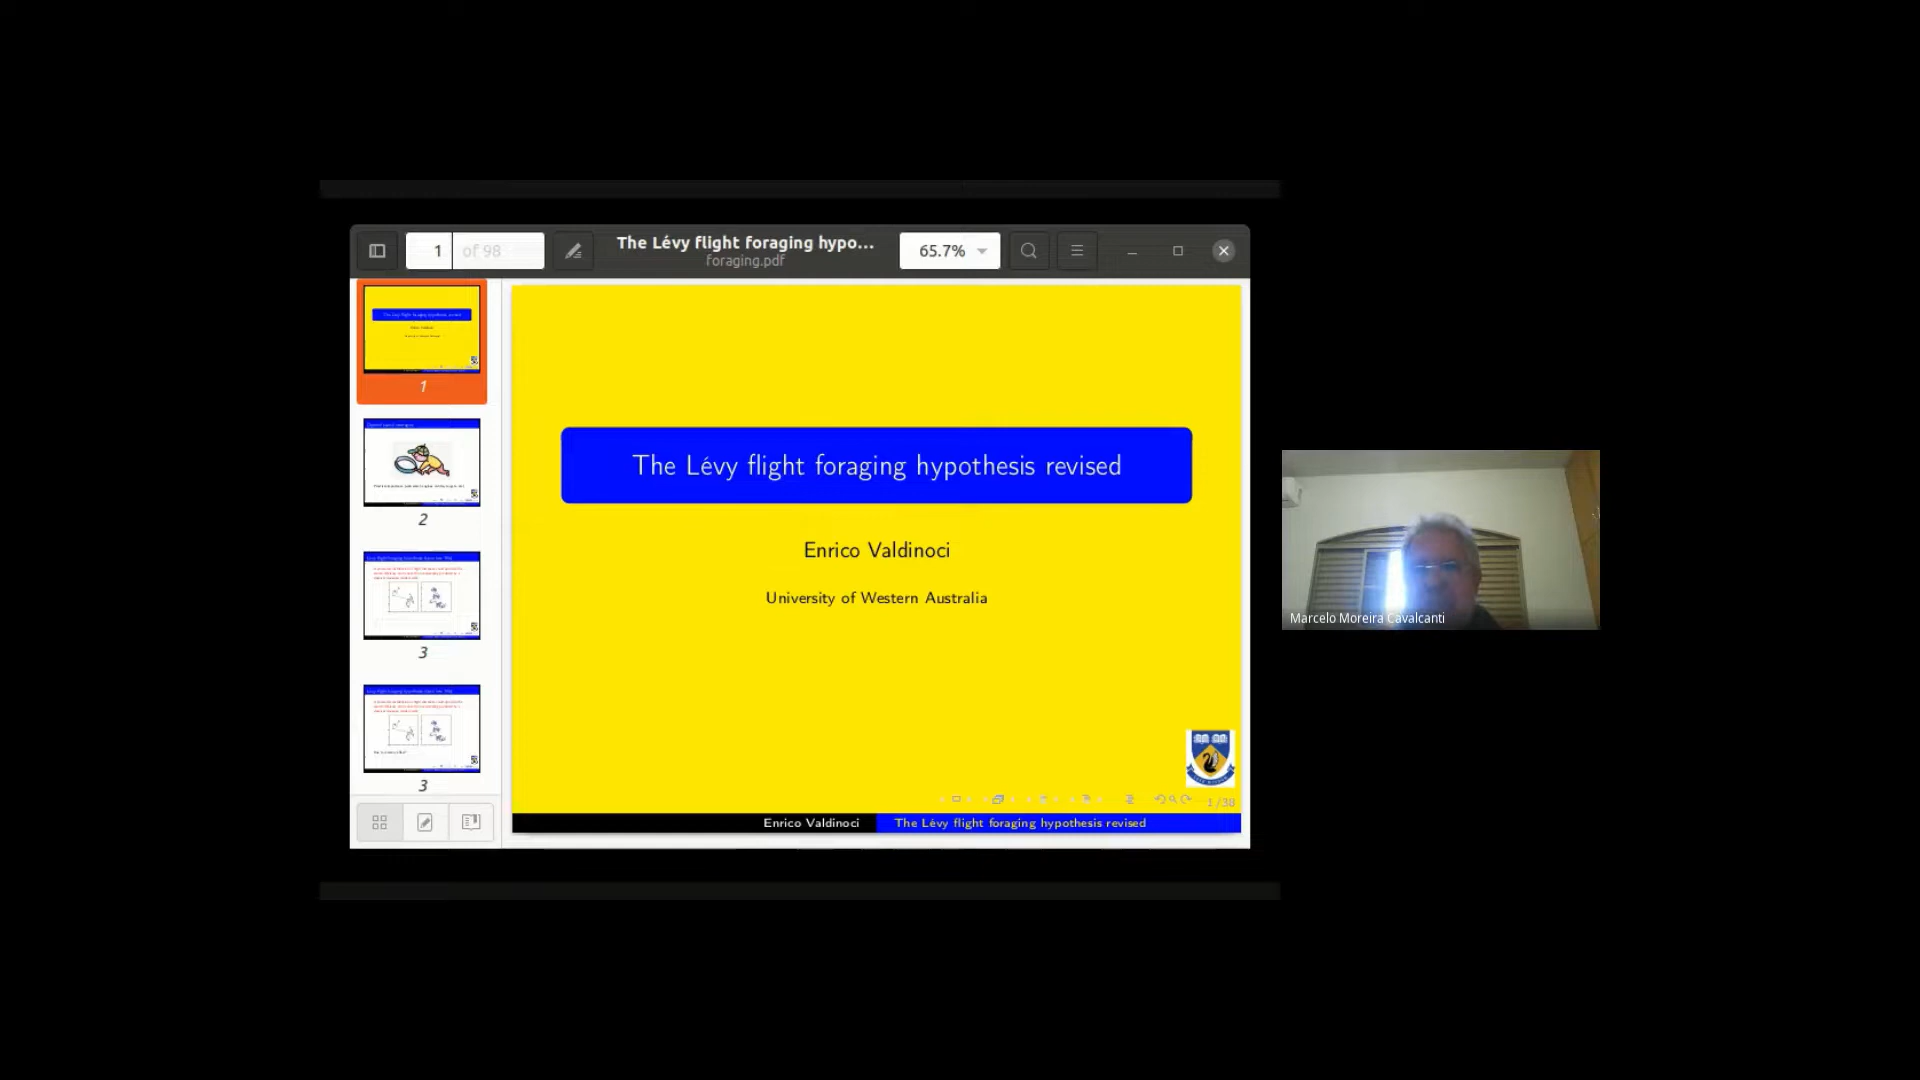 1
of 98
The Lévy flight foraging hypo...
foraging.pdf
65.7%
1
2
3
3
The Lévy flight foraging hypothesis revised
Enrico Valdinoci
University of Western Australia
1/38
Enrico Valdinoci
The Lévy flight foraging hypothesis revised
Marcelo Moreira Cavalcanti